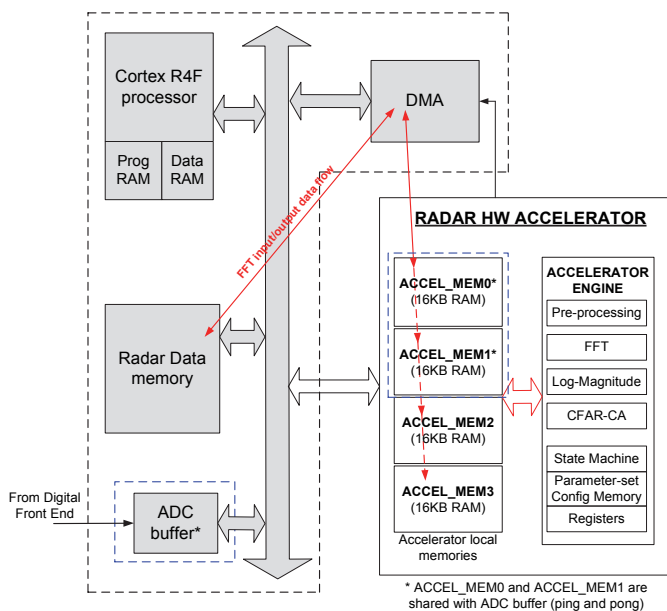 Cortex R4F
processor
Prog
RAM
Data
RAM
DMA
FFT input/output data flow
Radar Data
memory
From Digital
Front End
ADC
buffer*
RADAR HW ACCELERATOR
ACCEL_MEM0*
(16KB RAM)
ACCEL_MEM1*
(16KB RAM)
ACCEL_MEM2
(16KB RAM)
ACCEL_MEM3
(16KB RAM)
Accelerator local
memories
ACCELERATOR
ENGINE
Pre-processing
FFT
Log-Magnitude
CFAR-CA
State Machine
Parameter-set
Config Memory
Registers
* ACCEL_MEM0 and ACCEL_MEM1 are
shared with ADC buffer (ping and pong)